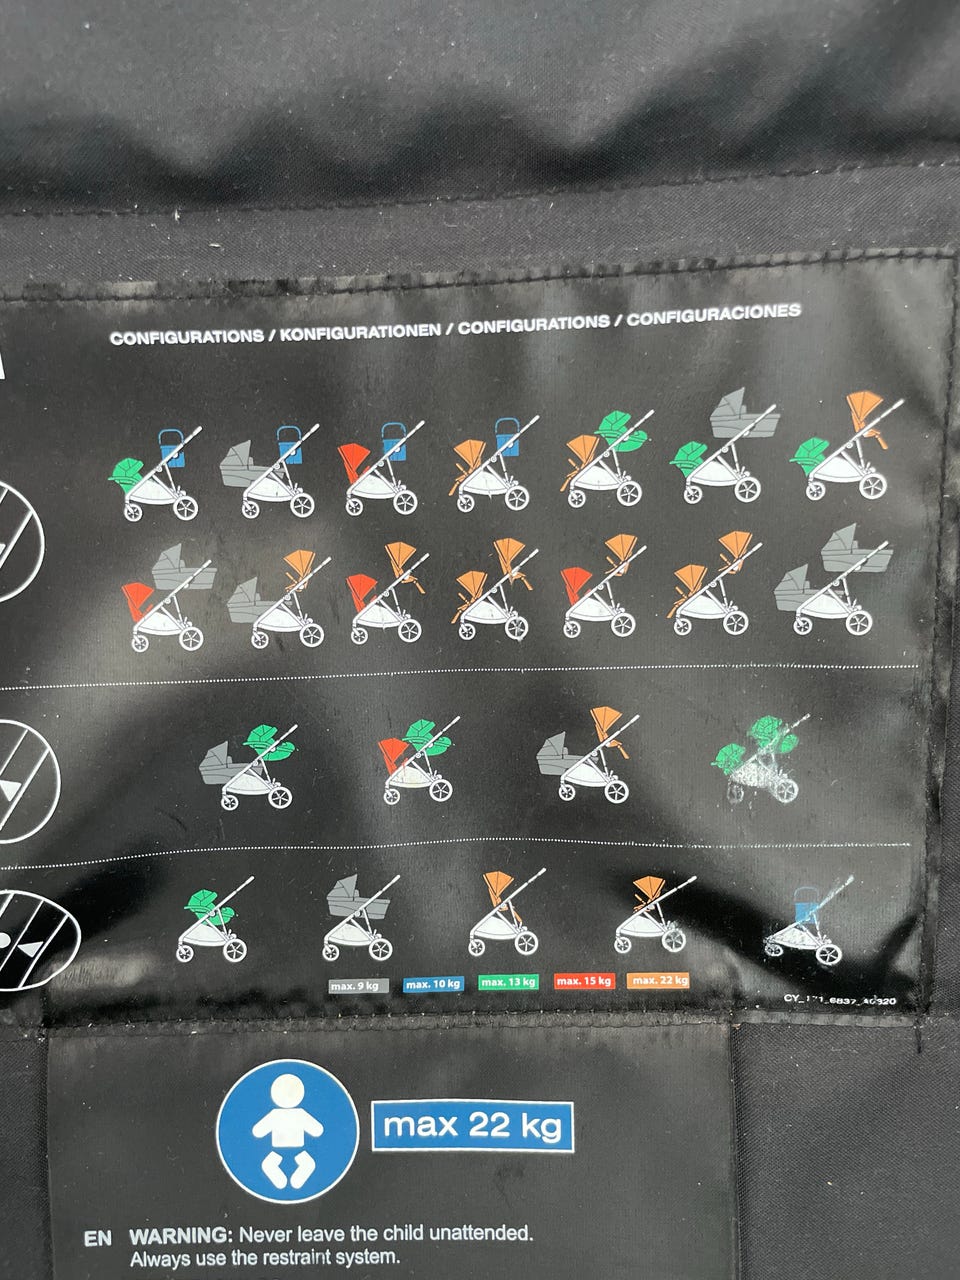 CONFIGURATIONS / KONFIGURATIONEN / CONFIGURATIONS / CONFIGURACIONES
max. 9 kg max. 10 kg max. 13 kg max. 15 kg max. 22 kg
max 22 kg
EN WARNING: Never leave the child unattended.
Always use the restraint system.